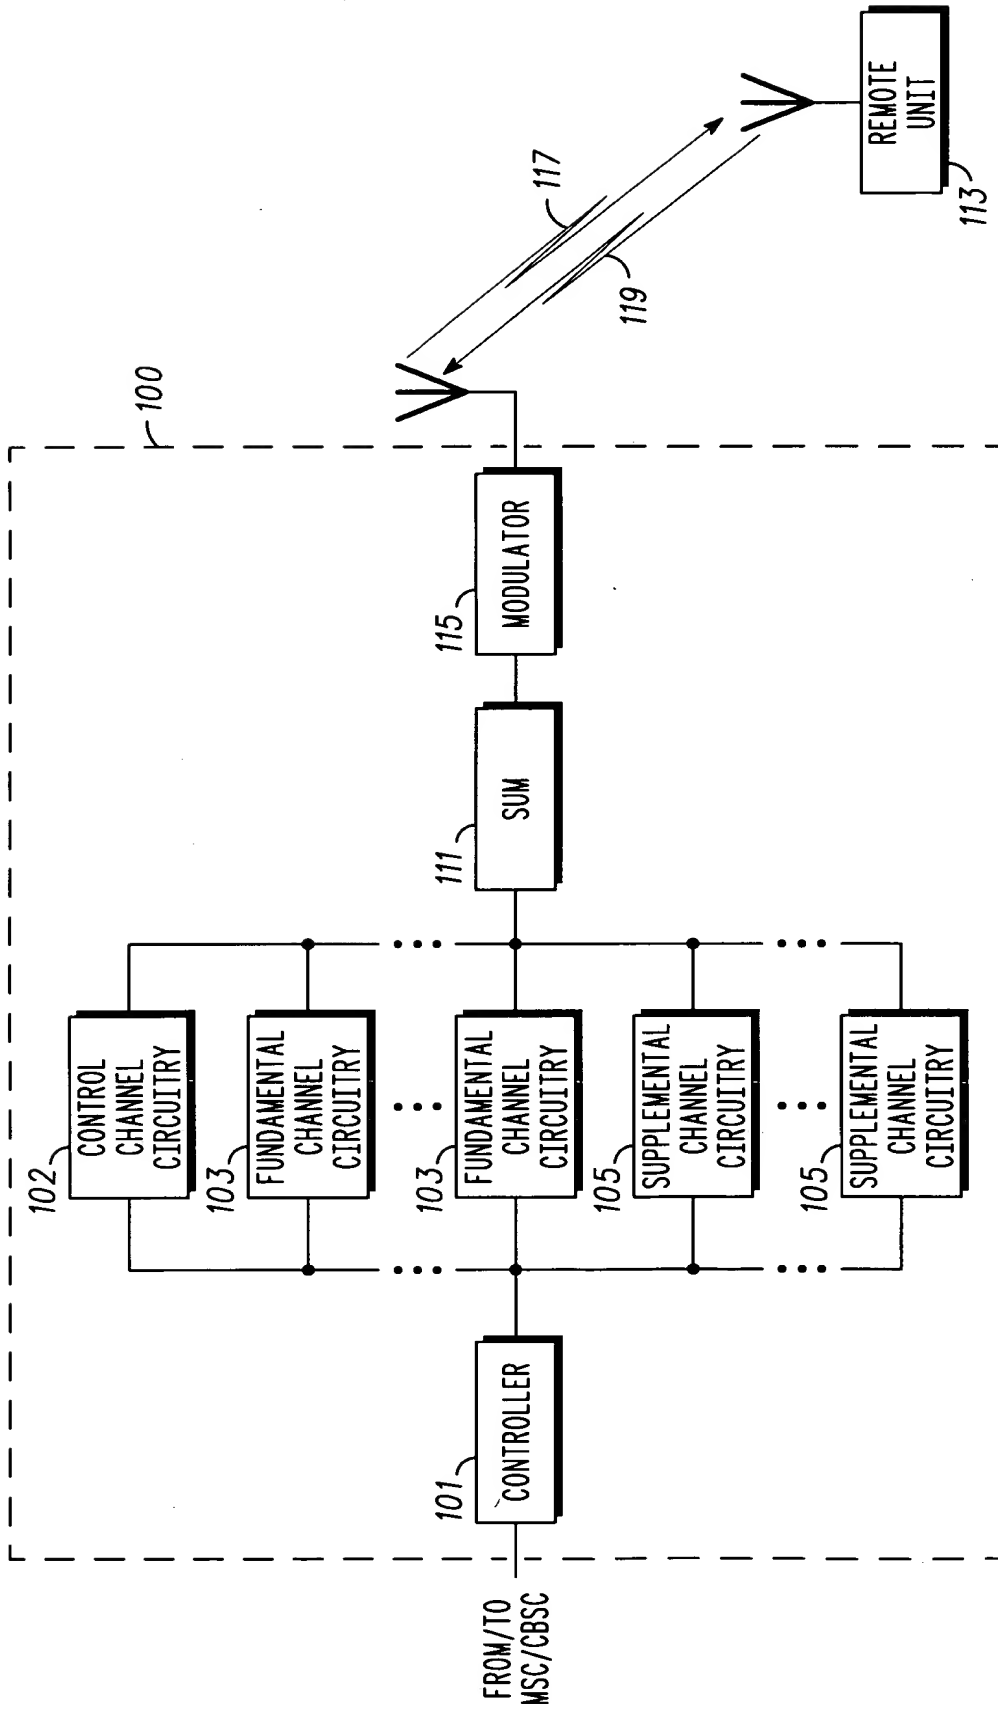 FROM/TO
MSC/CBSC
101
CONTROLLER
102
CONTROL
CHANNEL
CIRCUITRY
103
FUNDAMENTAL
CHANNEL
CIRCUITRY
103
FUNDAMENTAL
CHANNEL
CIRCUITRY
105
SUPPLEMENTAL
CHANNEL
CIRCUITRY
105
SUPPLEMENTAL
CHANNEL
CIRCUITRY
111
SUM
115
MODULATOR
100
117
119
113
REMOTE
UNIT